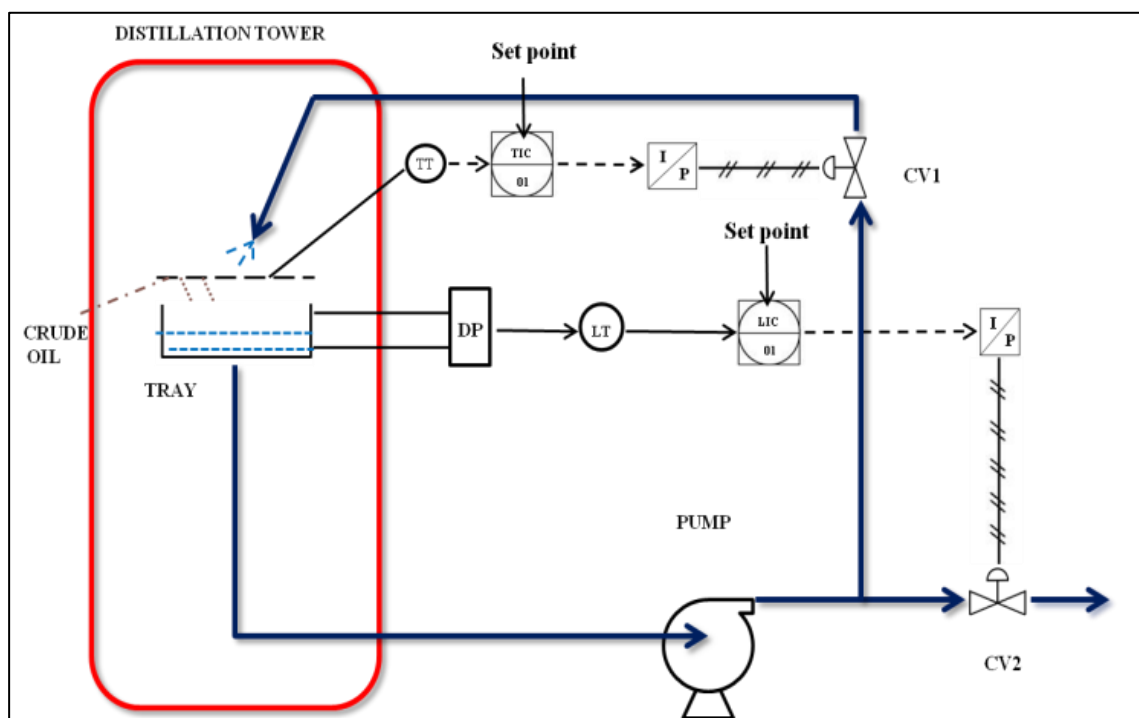 DISTILLATION TOWER
Set point
TT
TIC
01
I
P
CV1
Set point
CRUDE
OIL
DP
LT
LIC
01
I
P
TRAY
PUMP
CV2